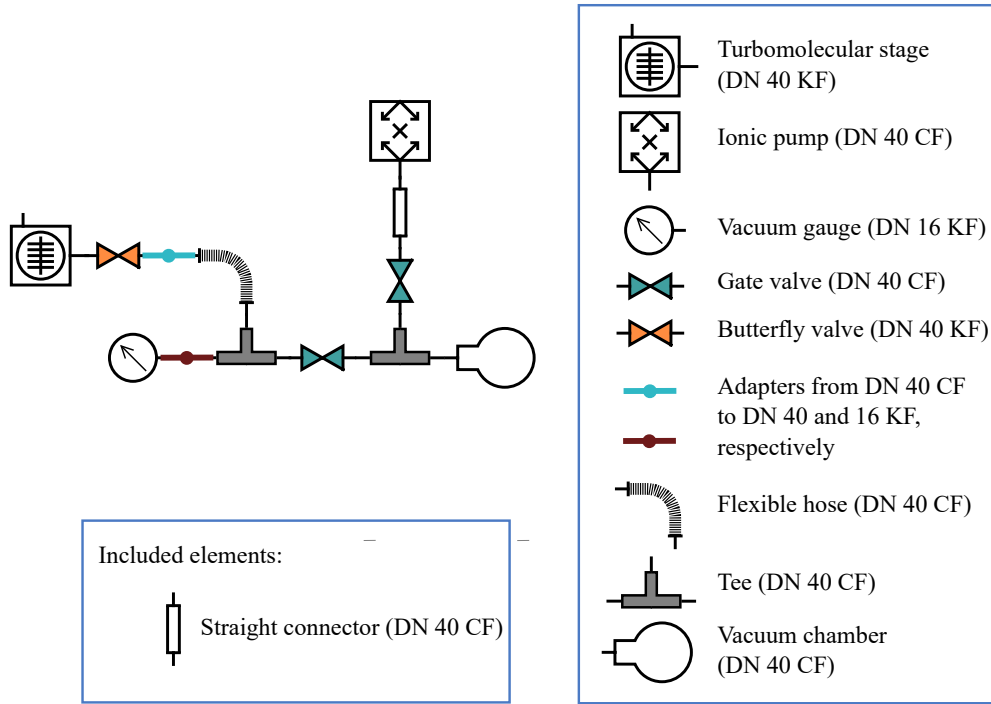 Turbomolecular stage
(DN 40 KF)
Ionic pump (DN 40 CF)
Vacuum gauge (DN 16 KF)
Gate valve (DN 40 CF)
Butterfly valve (DN 40 KF)
Adapters from DN 40 CF
to DN 40 and 16 KF,
respectively
Flexible hose (DN 40 CF)
Tee (DN 40 CF)
Vacuum chamber
(DN 40 CF)
Included elements:
Straight connector (DN 40 CF)